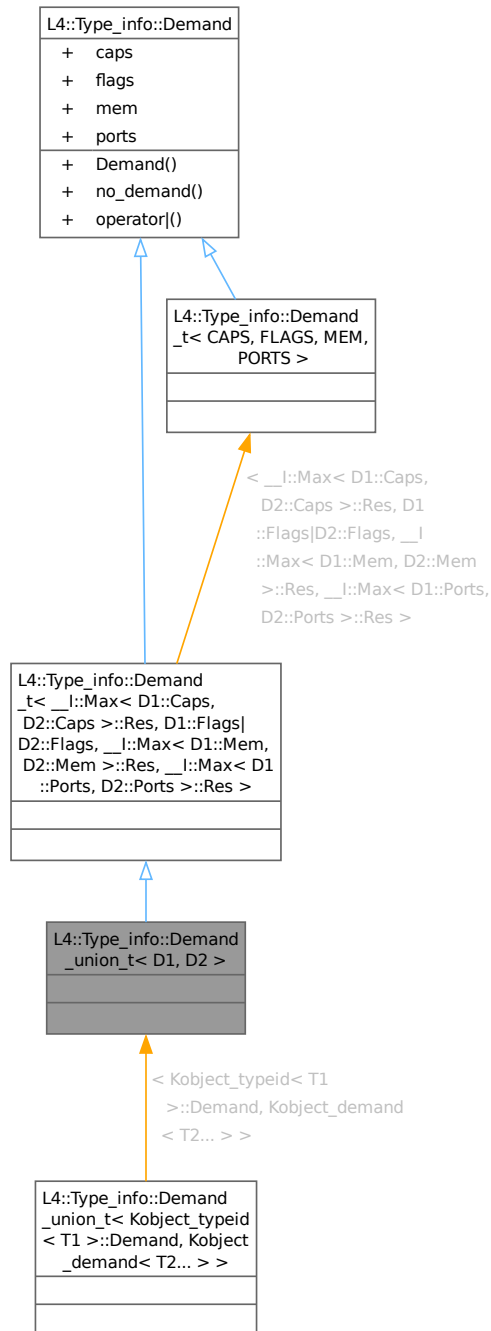 L4::Type_info::Demand
+ caps
+ flags
+ mem
+ ports
+ Demand()
+ no_demand()
+ operator|()
L4::Type_info::Demand
_t< CAPS, FLAGS, MEM,
PORTS >
< __I::Max< D1::Caps,
D2::Caps >::Res, D1
::Flags|D2::Flags, __I
::Max< D1::Mem, D2::Mem
>::Res, __I::Max< D1::Ports,
D2::Ports >::Res >
L4::Type_info::Demand
_t< __I::Max< D1::Caps,
D2::Caps >::Res, D1::Flags|
D2::Flags, __I::Max< D1::Mem,
D2::Mem >::Res, __I::Max< D1
::Ports, D2::Ports >::Res >
L4::Type_info::Demand
_union_t< D1, D2 >
< Kobject_typeid< T1
>::Demand, Kobject_demand
< T2... > >
L4::Type_info::Demand
_union_t< Kobject_typeid
< T1 >::Demand, Kobject
_demand< T2... > >